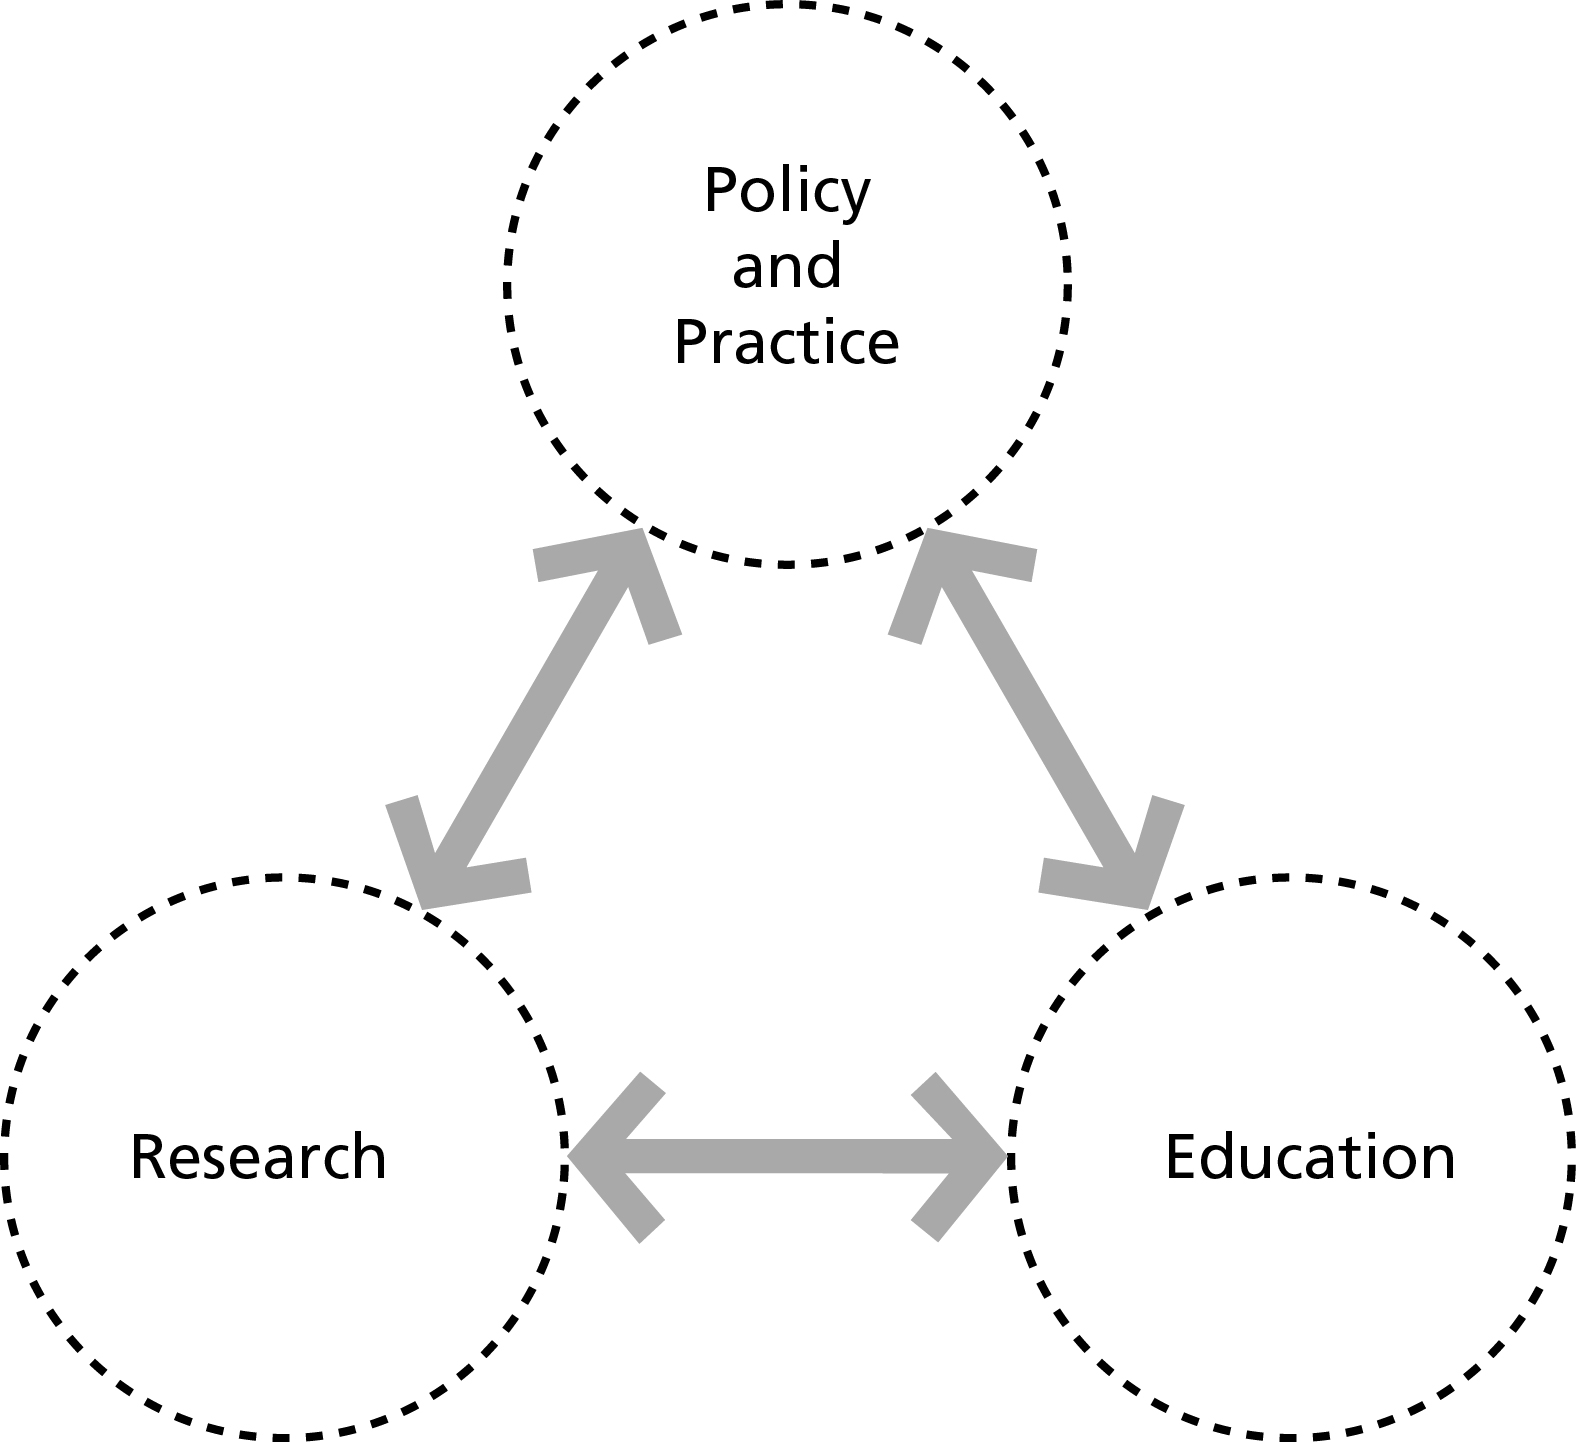 Policy
and
Practice
Research
Education